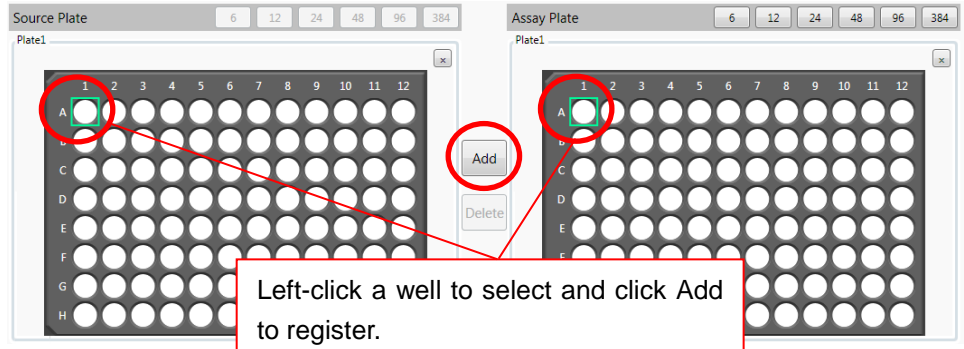 Source Plate 6 12 24 48 96 384
Plate1
x
1 2 3 4 5 6 7 8 9 10 11 12
A
B
C
D
E
F
G
H
Add
Delete
Assay Plate 6 12 24 48 96 384
Plate1
x
1 2 3 4 5 6 7 8 9 10 11 12
A
B
C
D
E
F
Left-click a well to select and click Add
to register.